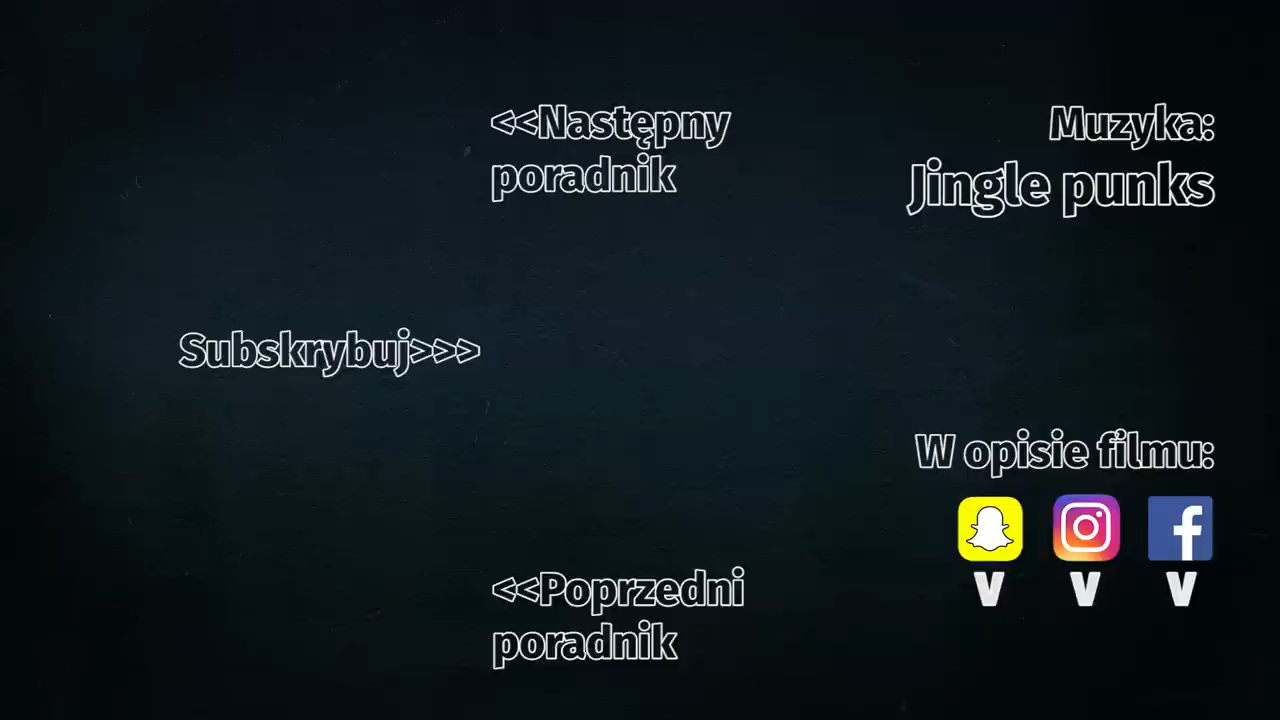 <<Następny
poradnik
Muzyka:
Jingle punks
Subskrybuj>>>
W opisie filmu:
V V V
<<Poprzedni
poradnik